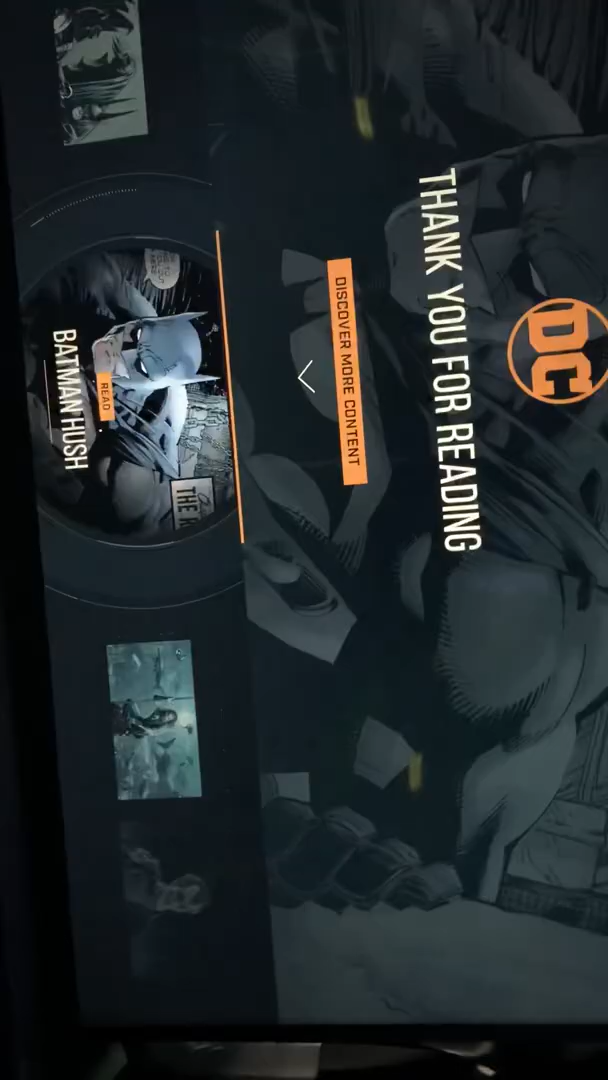 DC
THANK YOU FOR READING
DISCOVER MORE CONTENT
READ
BATMAN HUSH